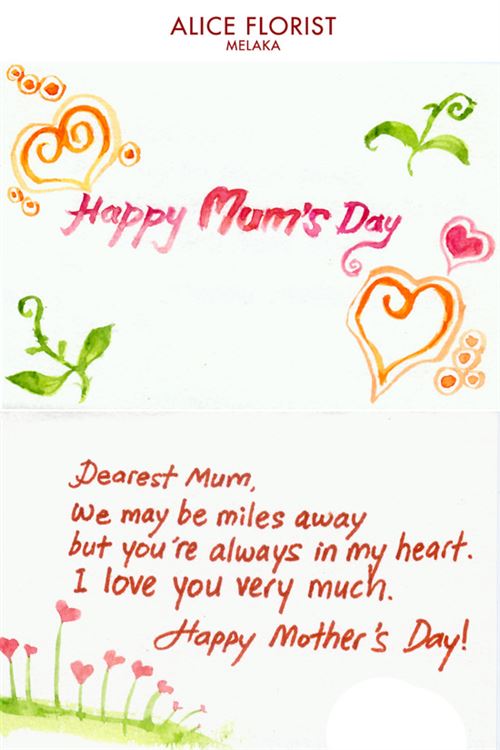 ALICE FLORIST
MELAKA
Happy Mum's Day
Dearest Mum,
We may be miles away
but you're always in my heart.
I love you very much.
Happy Mother's Day!